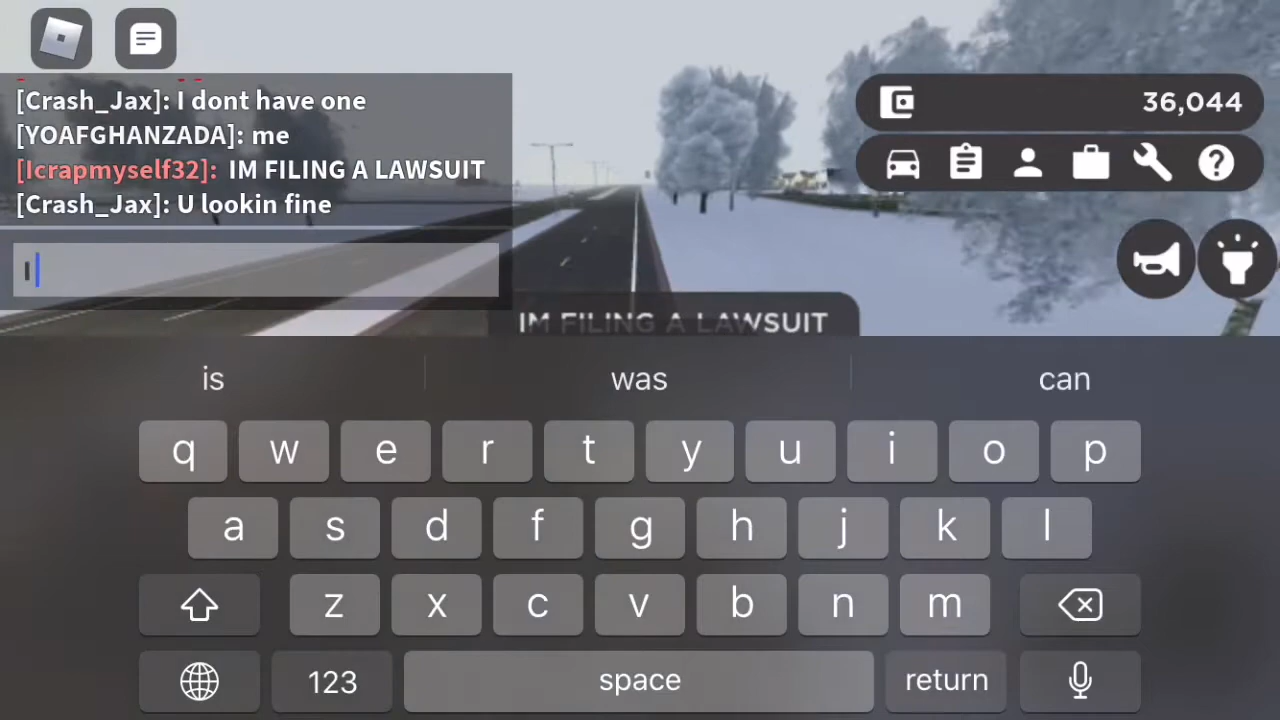 [Crash_Jax]: I dont have one
36,044
[YOAFGHANZADA]: me
[Icrapmyself32]: IM FILING A LAWSUIT
[Crash_Jax]: U lookin fine
I
IM FILING A LAWSUIT
is was can
q w e r t y u i o p
a s d f g h j k l
z x c v b n m
123 space return